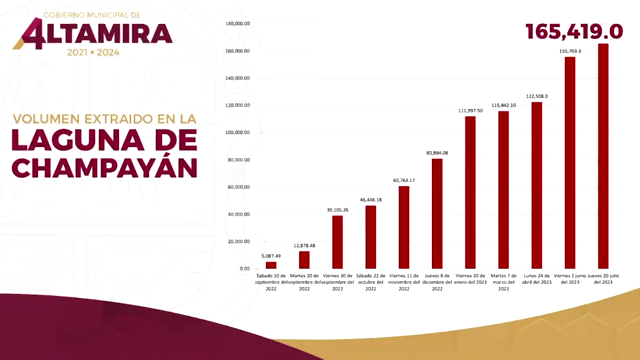 GOBIERNO MUNICIPAL DE
ALTAMIRA
2021 • 2024
VOLUMEN EXTRAIDO EN LA
LAGUNA DE
CHAMPAYÁN
165,419.0
180,000.00
160,000.00
140,000.00
120,000.00
100,000.00
80,000.00
60,000.00
40,000.00
20,000.00
0.00
5,087.49
12,878.48
39,105.26
46,446.18
60,763.17
80,884.08
111,997.50
115,842.10
122,508.0
155,703.3
Sábado 10 de
septiembre del
2022
Martes 20 de
septiembre del
2022
Viernes 30 de
septiembre del
2022
Sábado 22 de
octubre del
2022
Viernes 11 de
noviembre del
2022
Jueves 8 de
diciembre del
2022
Viernes 20 de
enero del 2023
Martes 7 de
marzo del
2023
Lunes 24 de
abril del 2023
Viernes 2 junio
del 2023
Jueves 20 julio
del 2023